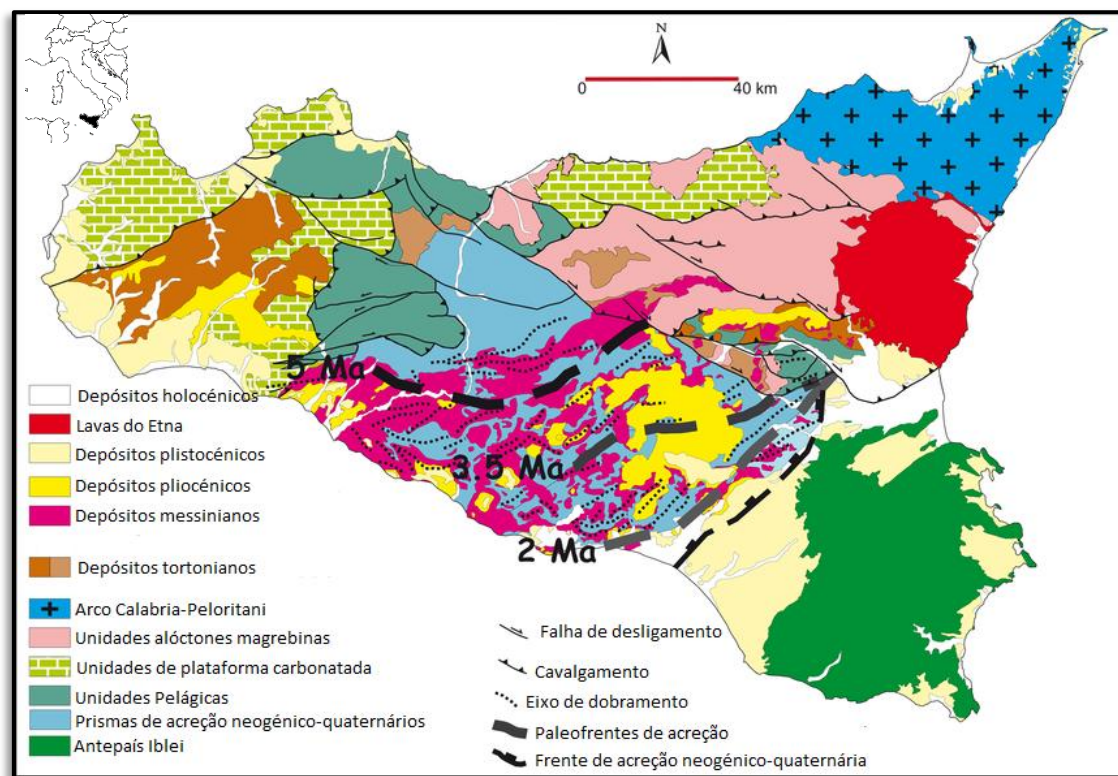 N
0
40 km
5 Ma
3.5 Ma
2 Ma
Depósitos holocénicos
Lavas do Etna
Depósitos plistocénicos
Depósitos pliocénicos
Depósitos messinianos
Depósitos tortonianos
Arco Calabria-Peloritani
Unidades alóctones magrebinas
Unidades de plataforma carbonatada
Unidades Pelágicas
Prismas de acreção neogénico-quaternários
Antepaís Iblei
Falha de desligamento
Cavalgamento
Eixo de dobramento
Paleofrentes de acreção
Frente de acreção neogénico-quaternária